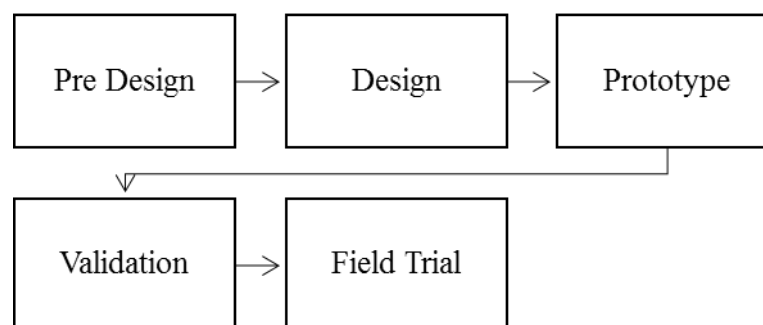 Pre Design
Design
Prototype
Validation
Field Trial